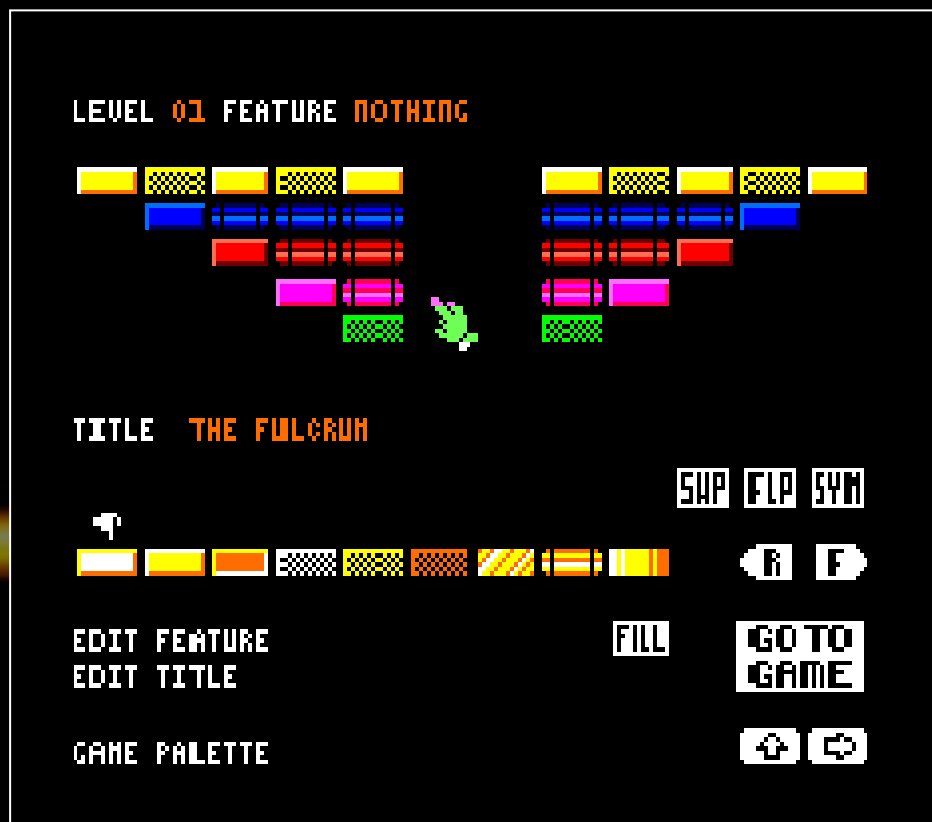 LEVEL 01 FEATURE NOTHING
TITLE THE FULCRUM
SWP FLP SYM
R F
EDIT FEATURE
FILL
GO TO
GAME
EDIT TITLE
GAME PALETTE